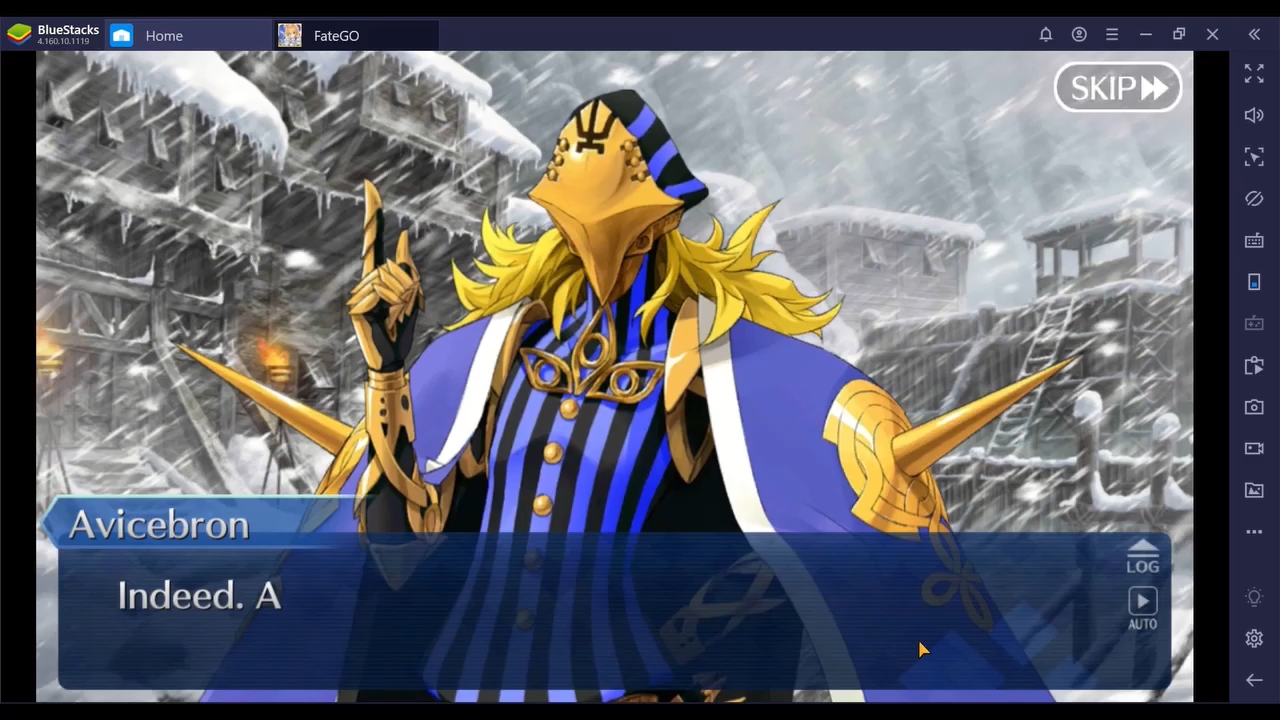 BlueStacks
4.160.10.1119
Home
FateGO
SKIP
Avicebron
Indeed. A
LOG
AUTO